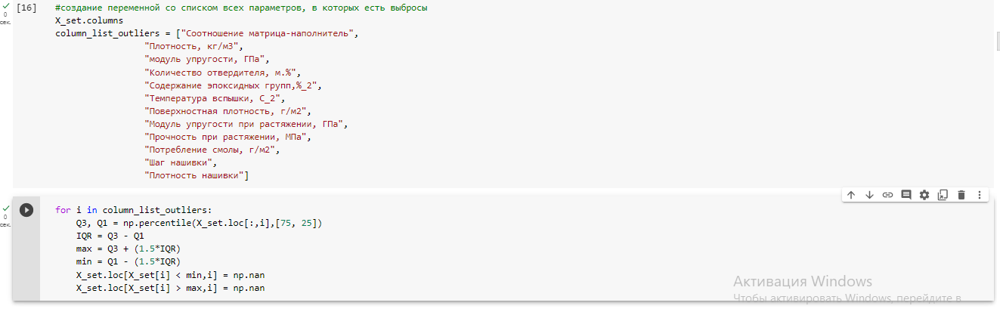 [16] #создание переменной со списком всех параметров, в которых есть выбросы
0
сек.
X_set.columns
column_list_outliers = ["Соотношение матрица-наполнитель",
"Плотность, кг/м3",
"модуль упругости, ГПа",
"Количество отвердителя, м.%",
"Содержание эпоксидных групп,%_2",
"Температура вспышки, С_2",
"Поверхностная плотность, г/м2",
"Модуль упругости при растяжении, ГПа",
"Прочность при растяжении, МПа",
"Потребление смолы, г/м2",
"Шаг нашивки",
"Плотность нашивки"]
0
сек.
for i in column_list_outliers:
Q3, Q1 = np.percentile(X_set.loc[:,i],[75, 25])
IQR = Q3 - Q1
max = Q3 + (1.5*IQR)
min = Q1 - (1.5*IQR)
X_set.loc[X_set[i] < min,i] = np.nan
X_set.loc[X_set[i] > max,i] = np.nan
Активация Windows
Чтобы активировать Windows, перейдите в